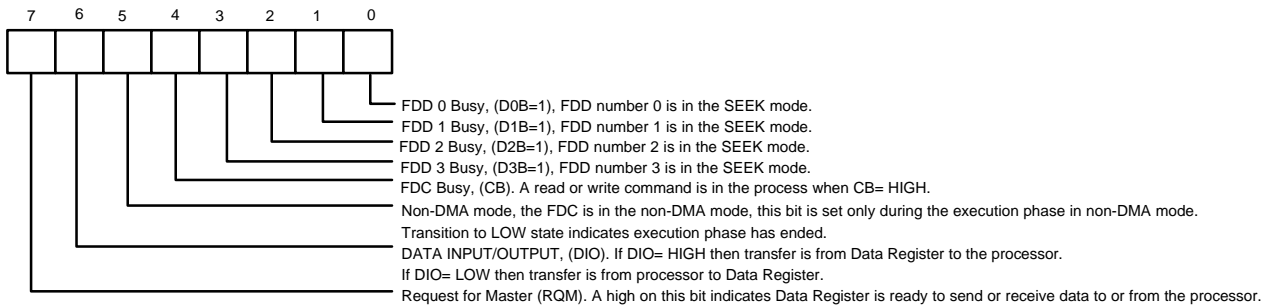 7 6 5 4 3 2 1 0
FDD 0 Busy, (D0B=1), FDD number 0 is in the SEEK mode.
FDD 1 Busy, (D1B=1), FDD number 1 is in the SEEK mode.
FDD 2 Busy, (D2B=1), FDD number 2 is in the SEEK mode.
FDD 3 Busy, (D3B=1), FDD number 3 is in the SEEK mode.
FDC Busy, (CB). A read or write command is in the process when CB= HIGH.
Non-DMA mode, the FDC is in the non-DMA mode, this bit is set only during the execution phase in non-DMA mode.
Transition to LOW state indicates execution phase has ended.
DATA INPUT/OUTPUT, (DIO). If DIO= HIGH then transfer is from Data Register to the processor.
If DIO= LOW then transfer is from processor to Data Register.
Request for Master (RQM). A high on this bit indicates Data Register is ready to send or receive data to or from the processor.